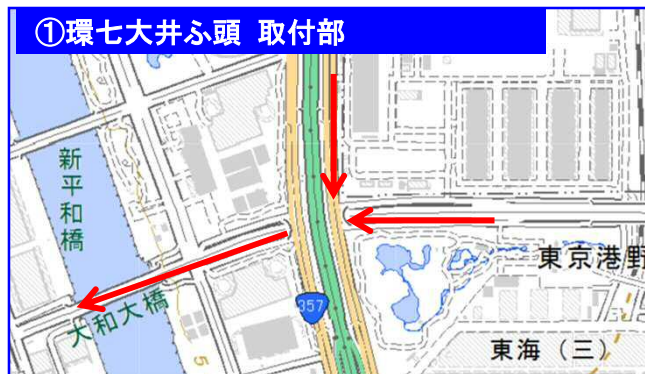 ①環七大井ふ頭 取付部
新平和橋
大和大橋
357
5
東京港野
東海(三)